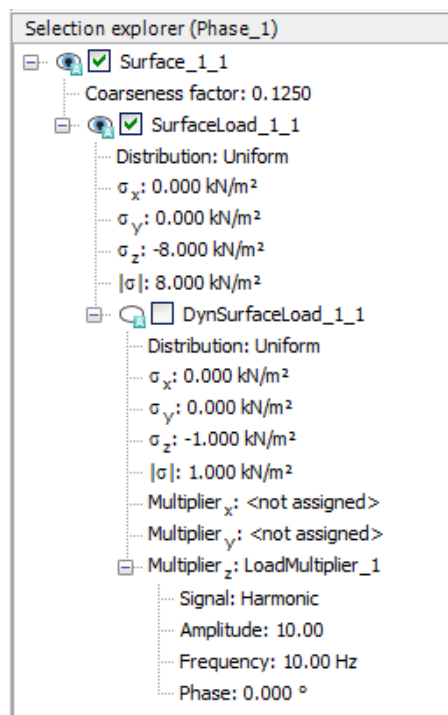 Selection explorer (Phase_1)
Surface_1_1
Coarseness factor: 0.1250
SurfaceLoad_1_1
Distribution: Uniform
σx: 0.000 kN/m²
σy: 0.000 kN/m²
σz: -8.000 kN/m²
|σ|: 8.000 kN/m²
DynSurfaceLoad_1_1
Distribution: Uniform
σx: 0.000 kN/m²
σy: 0.000 kN/m²
σz: -1.000 kN/m²
|σ|: 1.000 kN/m²
Multiplierx: <not assigned>
Multipliery: <not assigned>
Multiplierz: LoadMultiplier_1
Signal: Harmonic
Amplitude: 10.00
Frequency: 10.00 Hz
Phase: 0.000 °